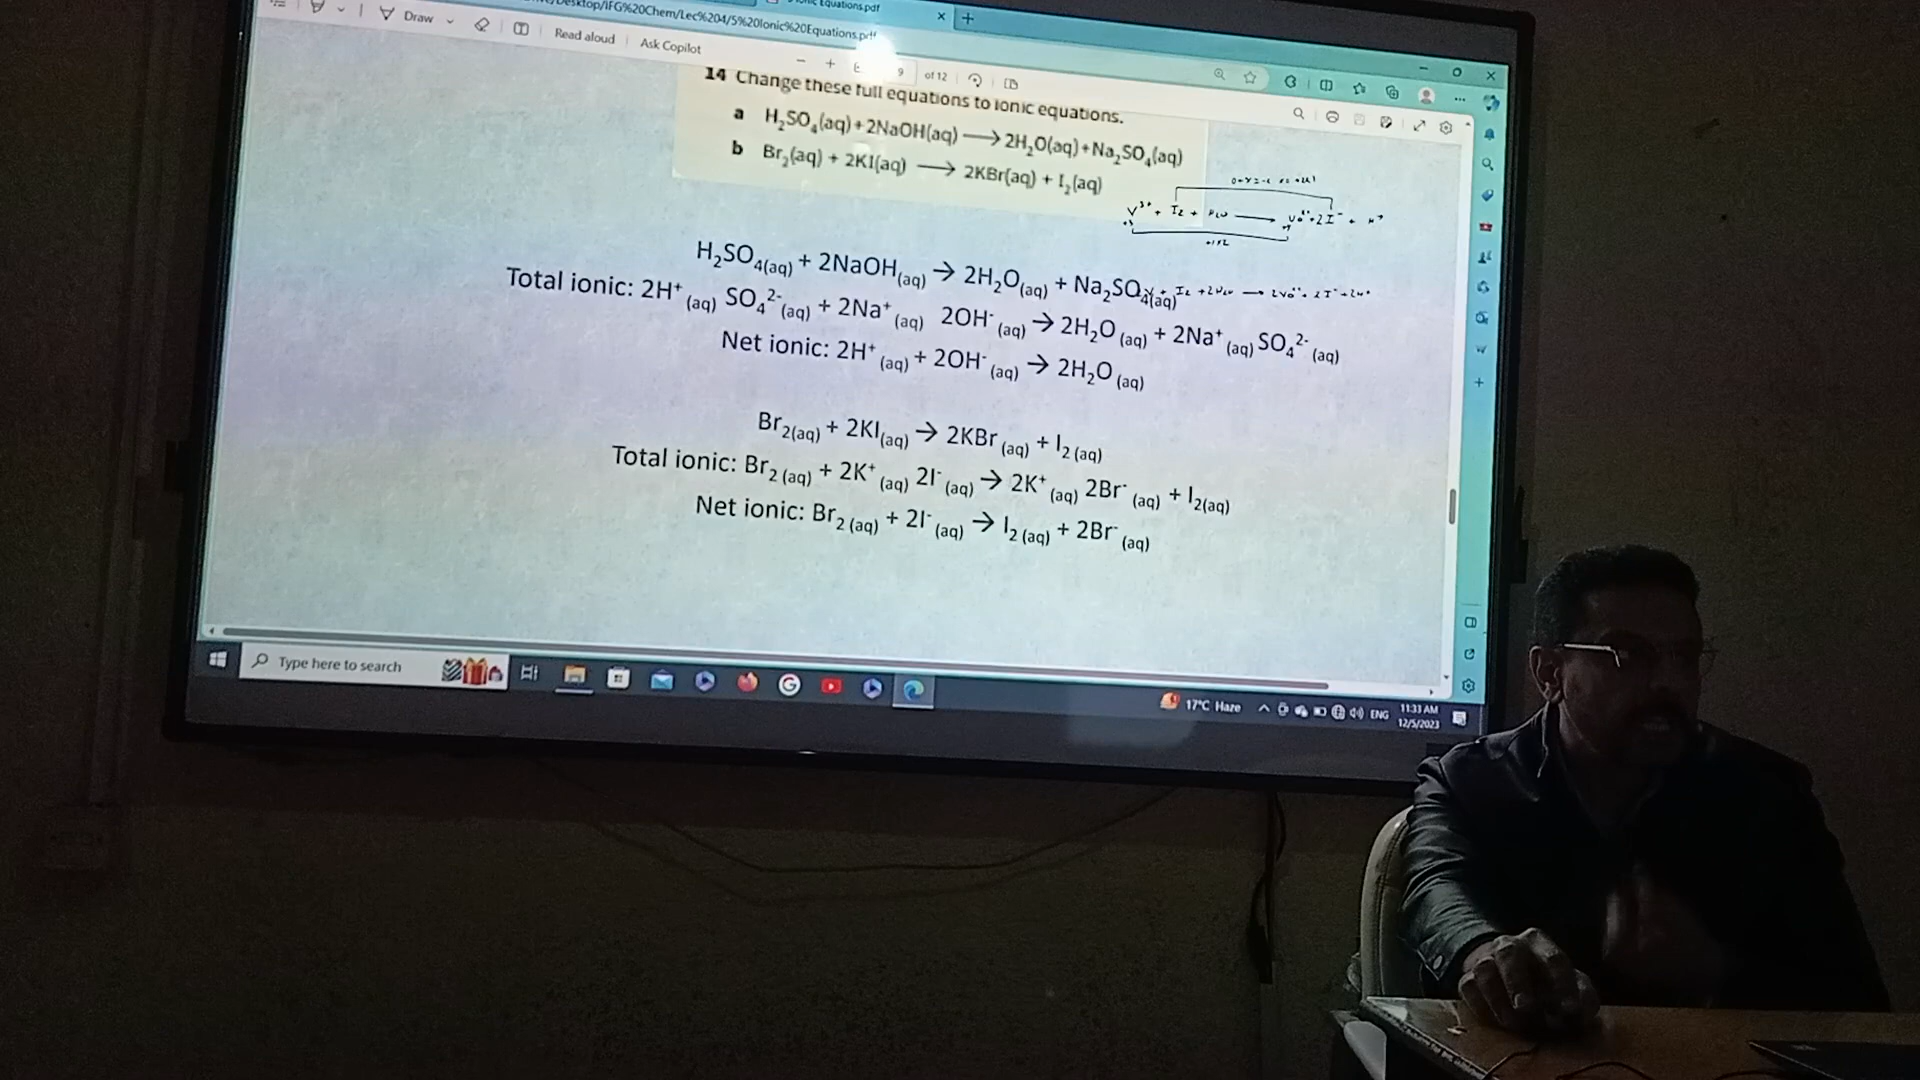 Equations.pdf
Desktop/IFG%20Chem/Lec%204/5%20Ionic%20Equations.pdf
Draw
Read aloud
Ask Copilot
9 of 12
14 Change these full equations to ionic equations.
a H₂SO₄(aq) + 2NaOH(aq) ⟶ 2H₂O(aq) + Na₂SO₄(aq)
b Br₂(aq) + 2KI(aq) ⟶ 2KBr(aq) + I₂(aq)
H₂SO₄(aq) + 2NaOH(aq) → 2H₂O(aq) + Na₂SO₄(aq)
Total ionic: 2H⁺(aq) SO₄²⁻(aq) + 2Na⁺(aq) 2OH⁻(aq) → 2H₂O(aq) + 2Na⁺(aq) SO₄²⁻(aq)
Net ionic: 2H⁺(aq) + 2OH⁻(aq) → 2H₂O(aq)
Br₂(aq) + 2KI(aq) → 2KBr(aq) + I₂(aq)
Total ionic: Br₂(aq) + 2K⁺(aq) 2I⁻(aq) → 2K⁺(aq) 2Br⁻(aq) + I₂(aq)
Net ionic: Br₂(aq) + 2I⁻(aq) → I₂(aq) + 2Br⁻(aq)
Type here to search
17°C Haze
ENG
11:33 AM
12/5/2023